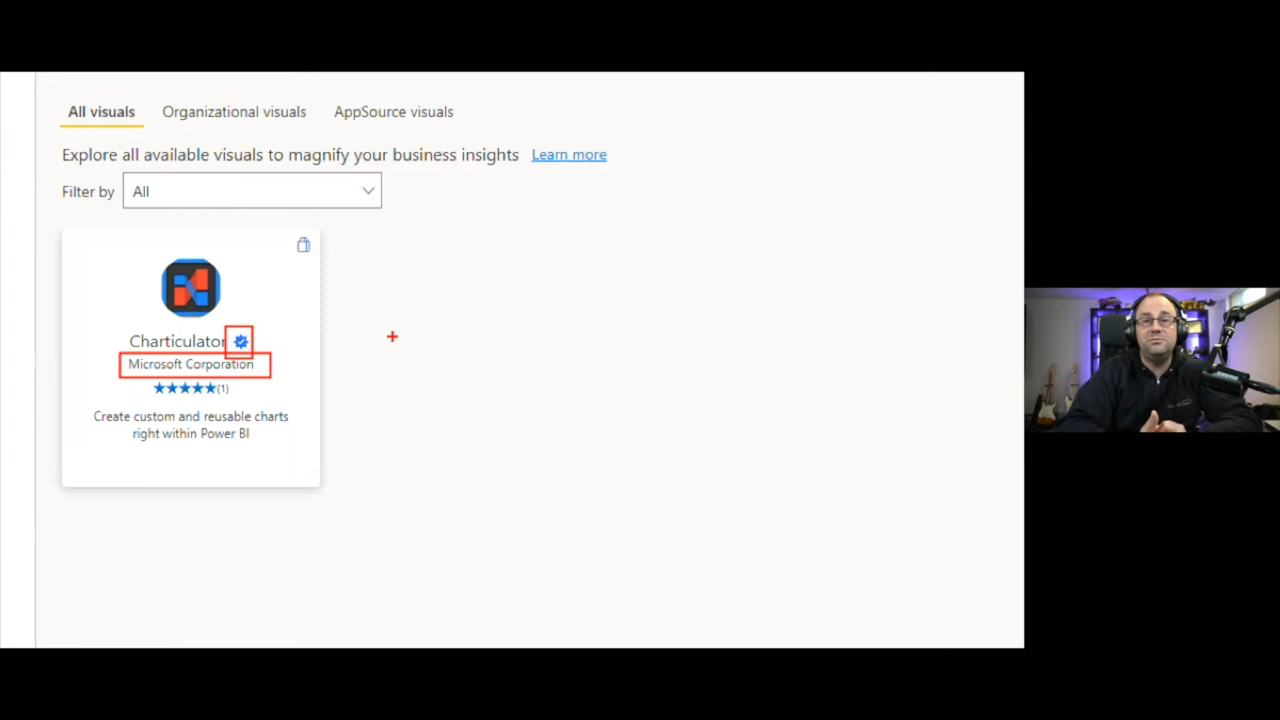 All visuals Organizational visuals AppSource visuals
Explore all available visuals to magnify your business insights Learn more
Filter by All
Charticulator
Microsoft Corporation
(1)
Create custom and reusable charts
right within Power BI